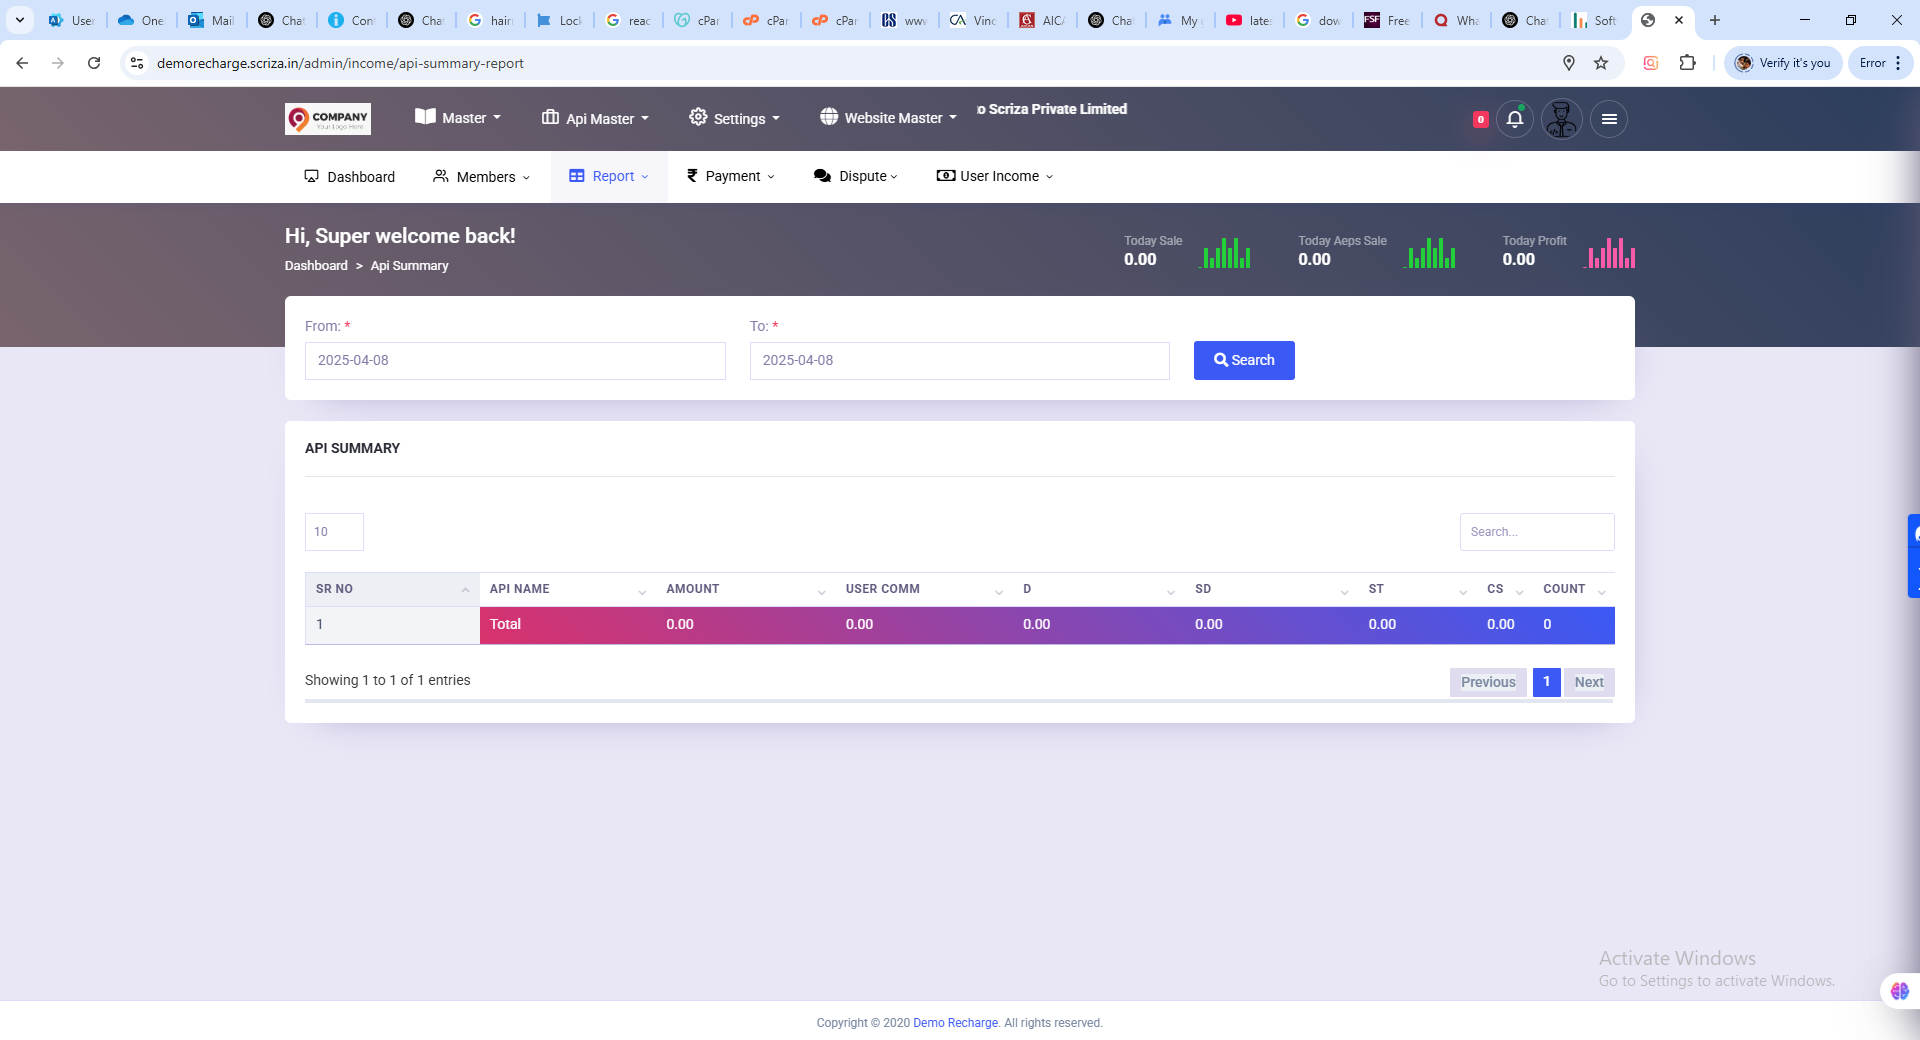 User
One
Mail
Chat
Con
Chat
hair
Lock
reac
cPar
cPar
cPar
www
Vinc
AICA
Chat
My
late
dow
Free
Wha
Chat
Soft
demorecharge.scriza.in/admin/income/api-summary-report
Verify it's you
Error
COMPANY
Your Logo Here
Master
Api Master
Settings
Website Master
o Scriza Private Limited
0
Dashboard
Members
Report
Payment
Dispute
User Income
Hi, Super welcome back!
Dashboard > Api Summary
Today Sale
0.00
Today Aeps Sale
0.00
Today Profit
0.00
From: *
To: *
2025-04-08
2025-04-08
Search
API SUMMARY
10
Search...
SR NO API NAME AMOUNT USER COMM D SD ST CS COUNT
1 Total 0.00 0.00 0.00 0.00 0.00 0.00 0
Showing 1 to 1 of 1 entries
Previous 1 Next
Activate Windows
Go to Settings to activate Windows.
Copyright © 2020 Demo Recharge. All rights reserved.